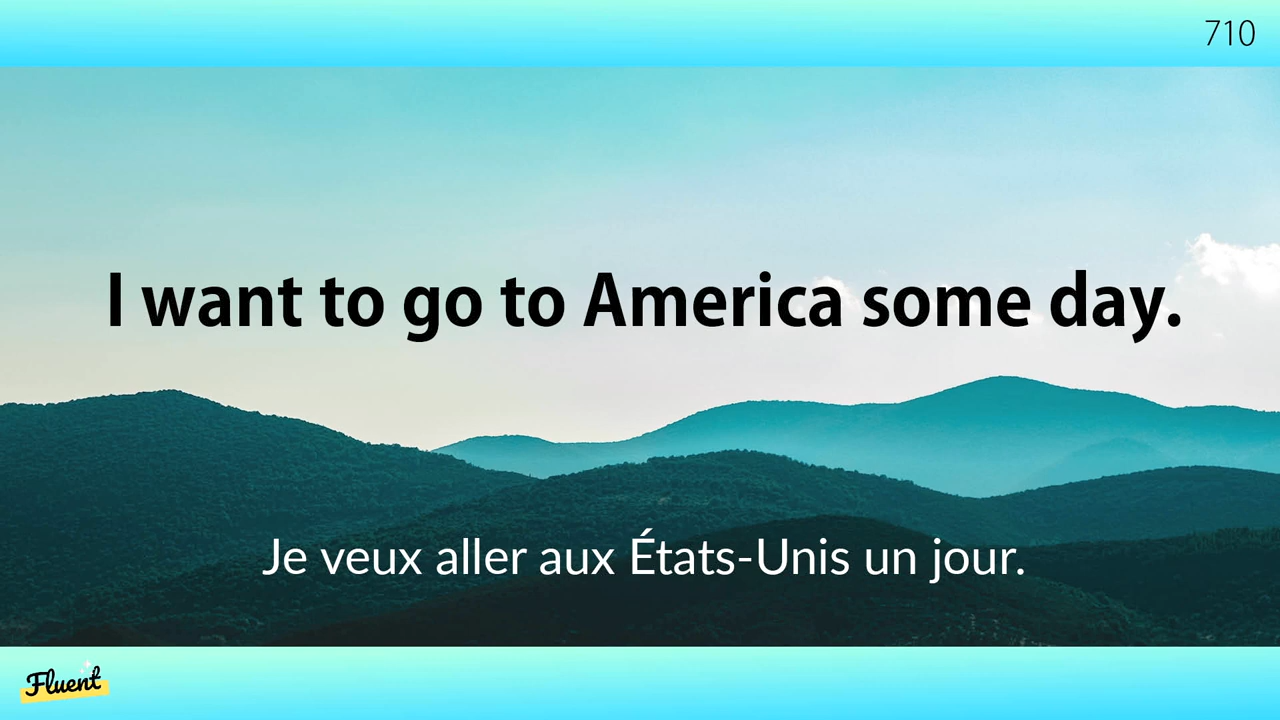 710
I want to go to America some day.
Je veux aller aux États-Unis un jour.
Fluent